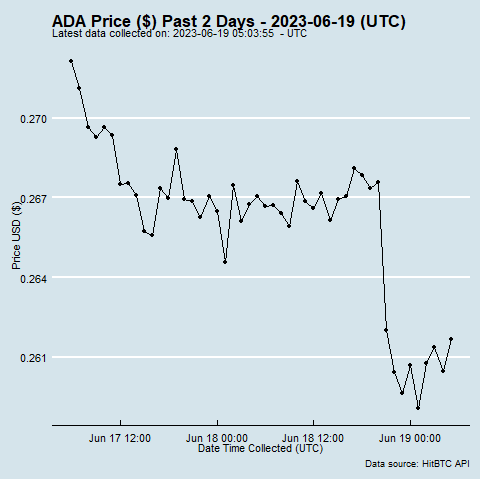 ADA Price ($) Past 2 Days - 2023-06-19 (UTC)
Latest data collected on: 2023-06-19 05:03:55 - UTC
0.270
0.267
0.264
0.261
Price USD ($)
Jun 17 12:00
Jun 18 00:00
Jun 18 12:00
Jun 19 00:00
Date Time Collected (UTC)
Data source: HitBTC API